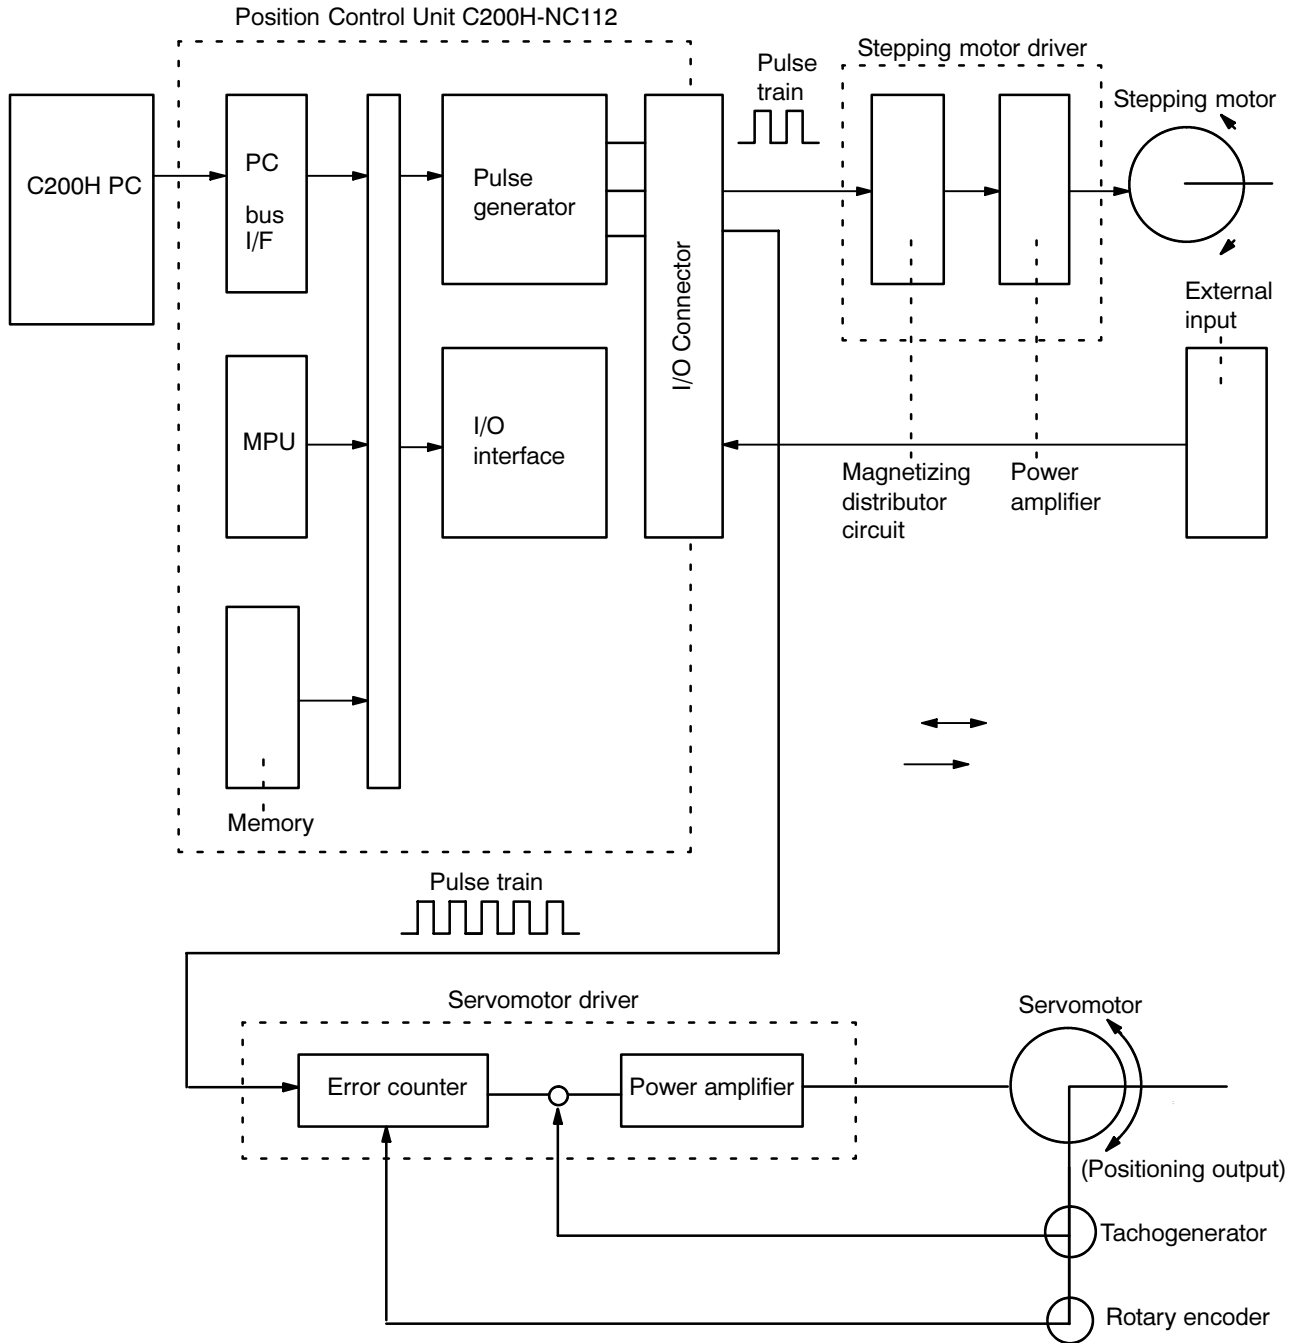 Position Control Unit C200H-NC112
Stepping motor driver
Pulse
train
Stepping motor
C200H PC
PC
bus
I/F
Pulse
generator
I/O Connector
External
input
MPU
I/O
interface
Magnetizing
distributor
circuit
Power
amplifier
Memory
Pulse train
Servomotor driver
Servomotor
Error counter
Power amplifier
(Positioning output)
Tachogenerator
Rotary encoder